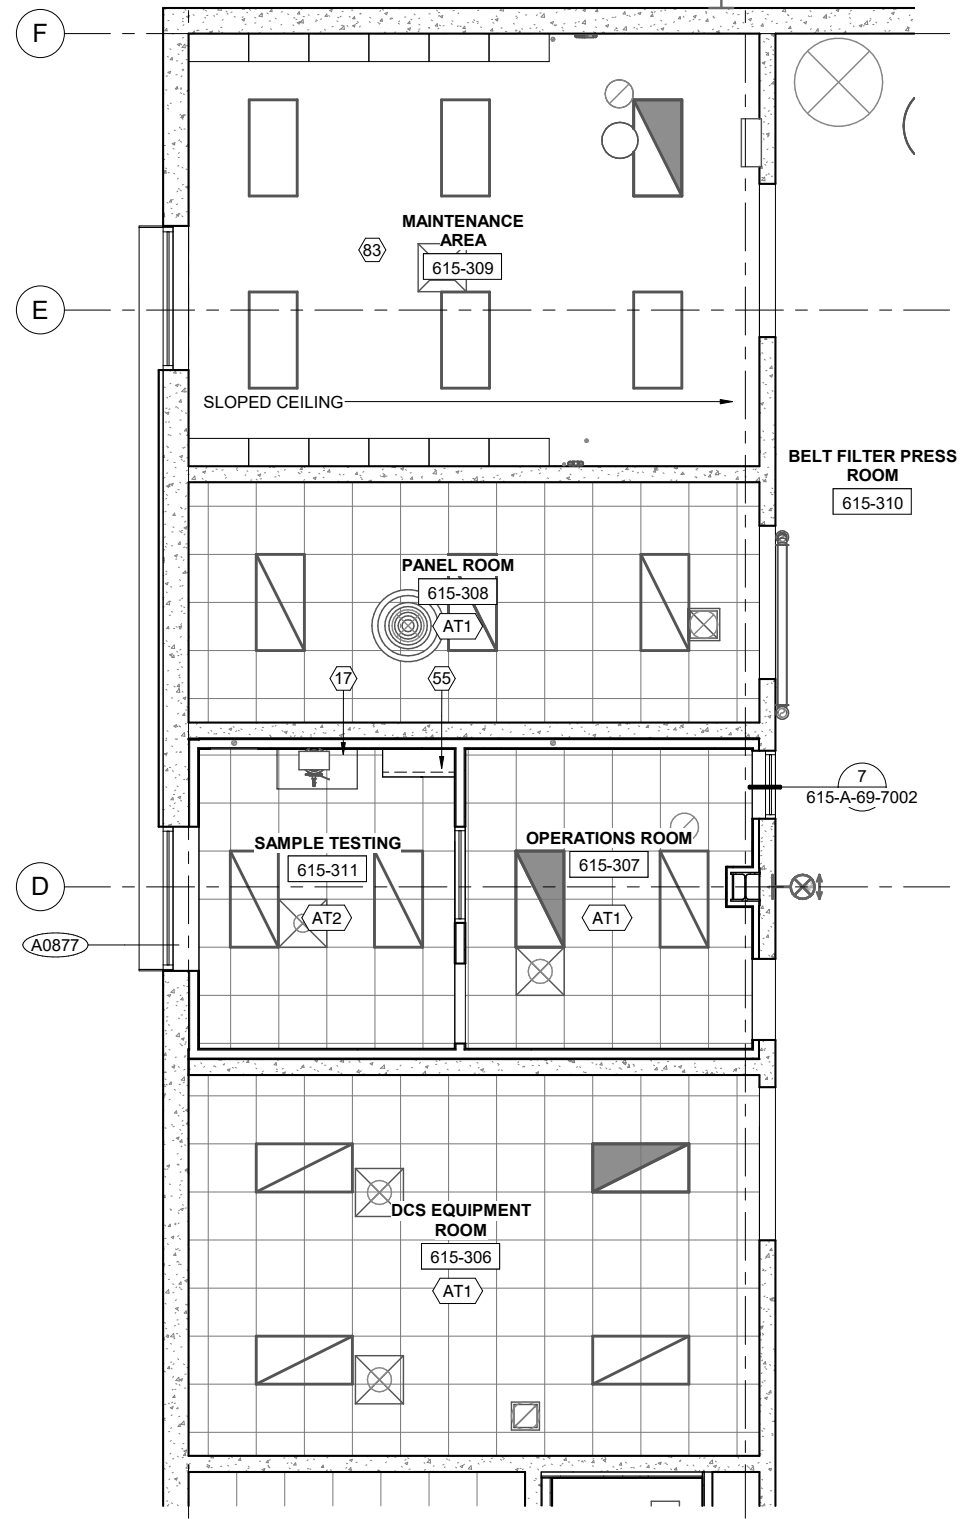 F
MAINTENANCE
AREA
83
615-309
E
SLOPED CEILING
BELT FILTER PRESS
ROOM
615-310
PANEL ROOM
615-308
AT1
17
55
7
615-A-69-7002
SAMPLE TESTING
615-311
OPERATIONS ROOM
615-307
D
AT2
AT1
A0877
DCS EQUIPMENT
ROOM
615-306
AT1